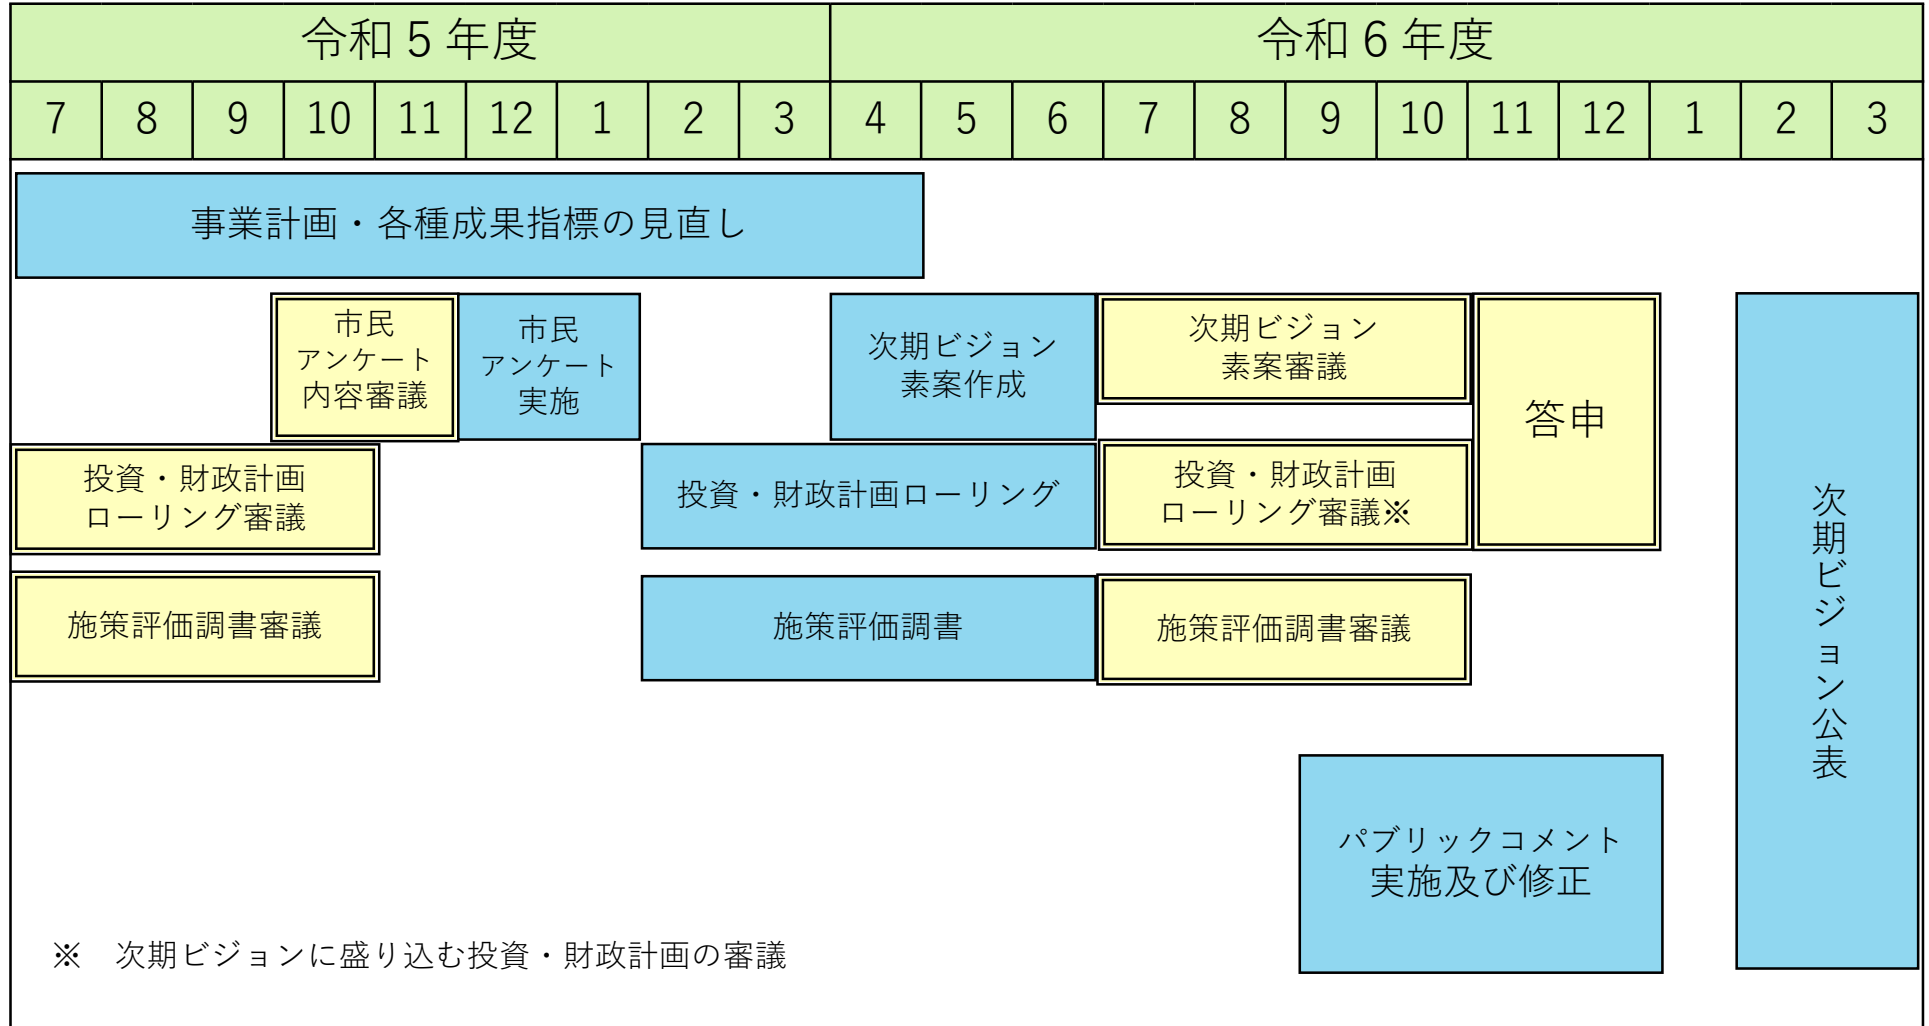 令和５年度
令和６年度
7 8 9 10 11 12 1 2 3 4 5 6 7 8 9 10 11 12 1 2 3
事業計画・各種成果指標の見直し
市民
アンケート
内容審議
市民
アンケート
実施
次期ビジョン
素案作成
次期ビジョン
素案審議
答申
投資・財政計画
ローリング審議
投資・財政計画ローリング
投資・財政計画
ローリング審議※
施策評価調書審議
施策評価調書
施策評価調書審議
次期ビジョン公表
パブリックコメント
実施及び修正
※　次期ビジョンに盛り込む投資・財政計画の審議